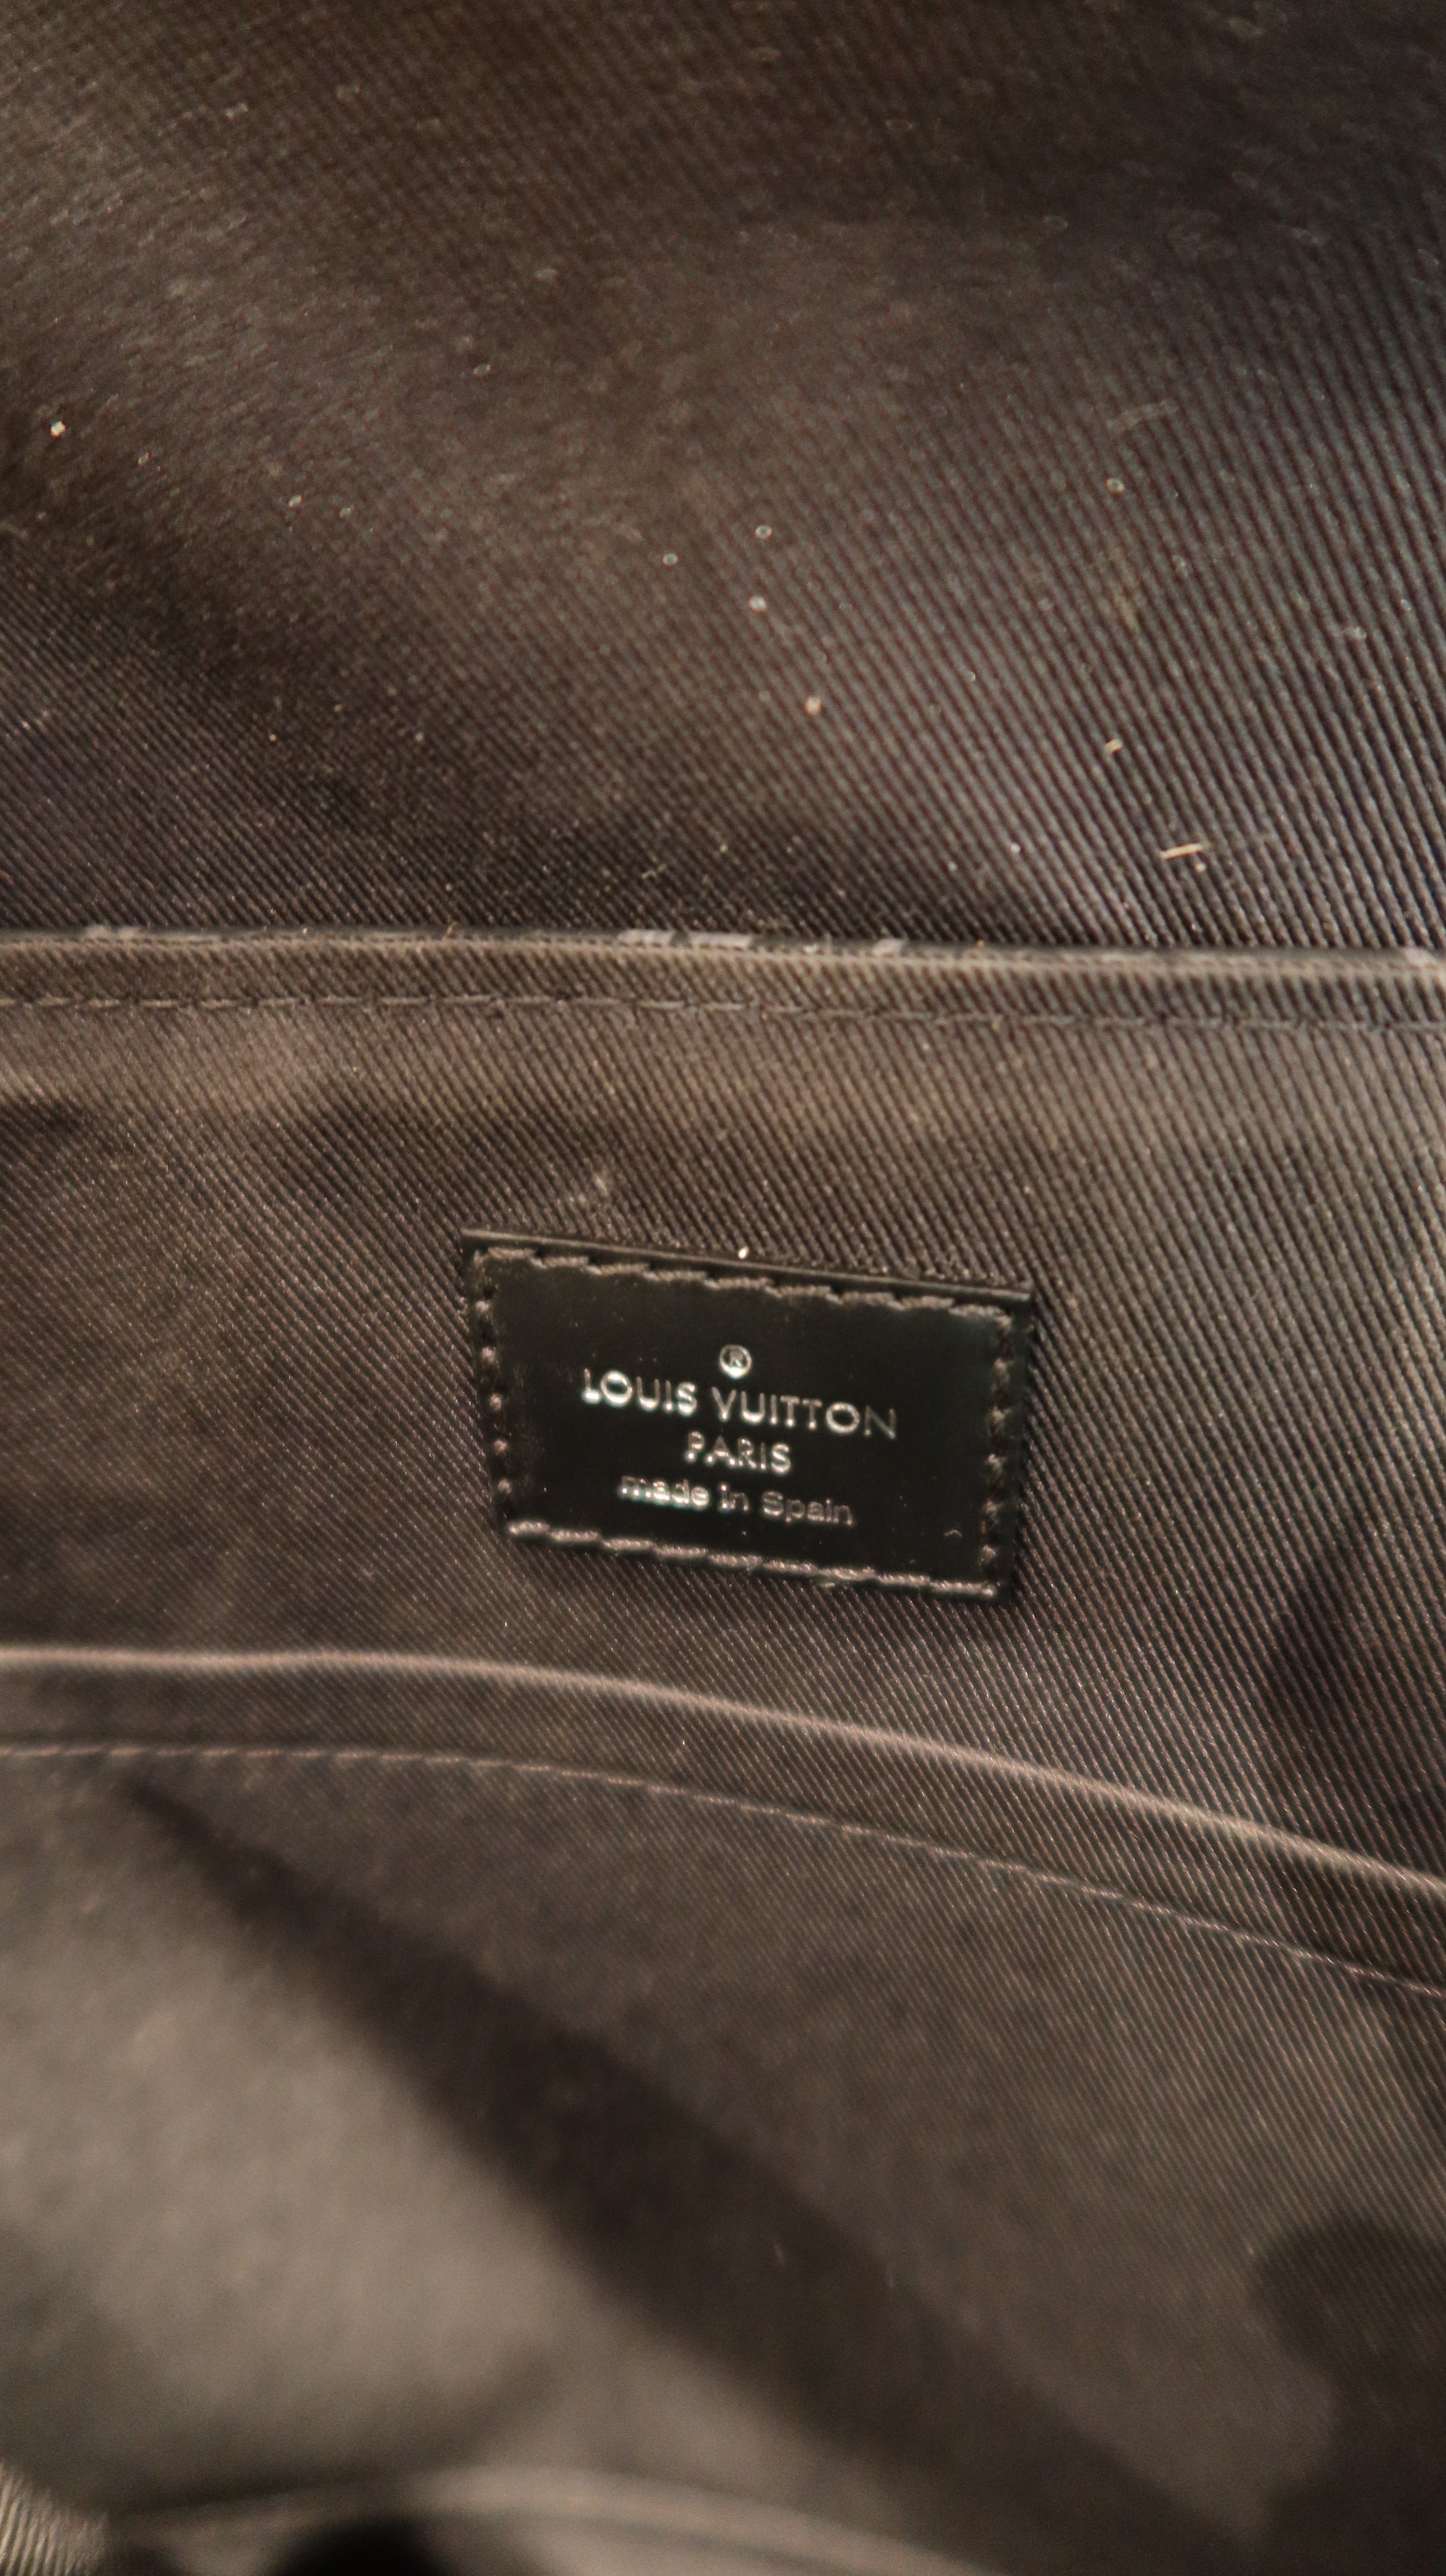 ®
LOUIS VUITTON
PARIS
made in Spain